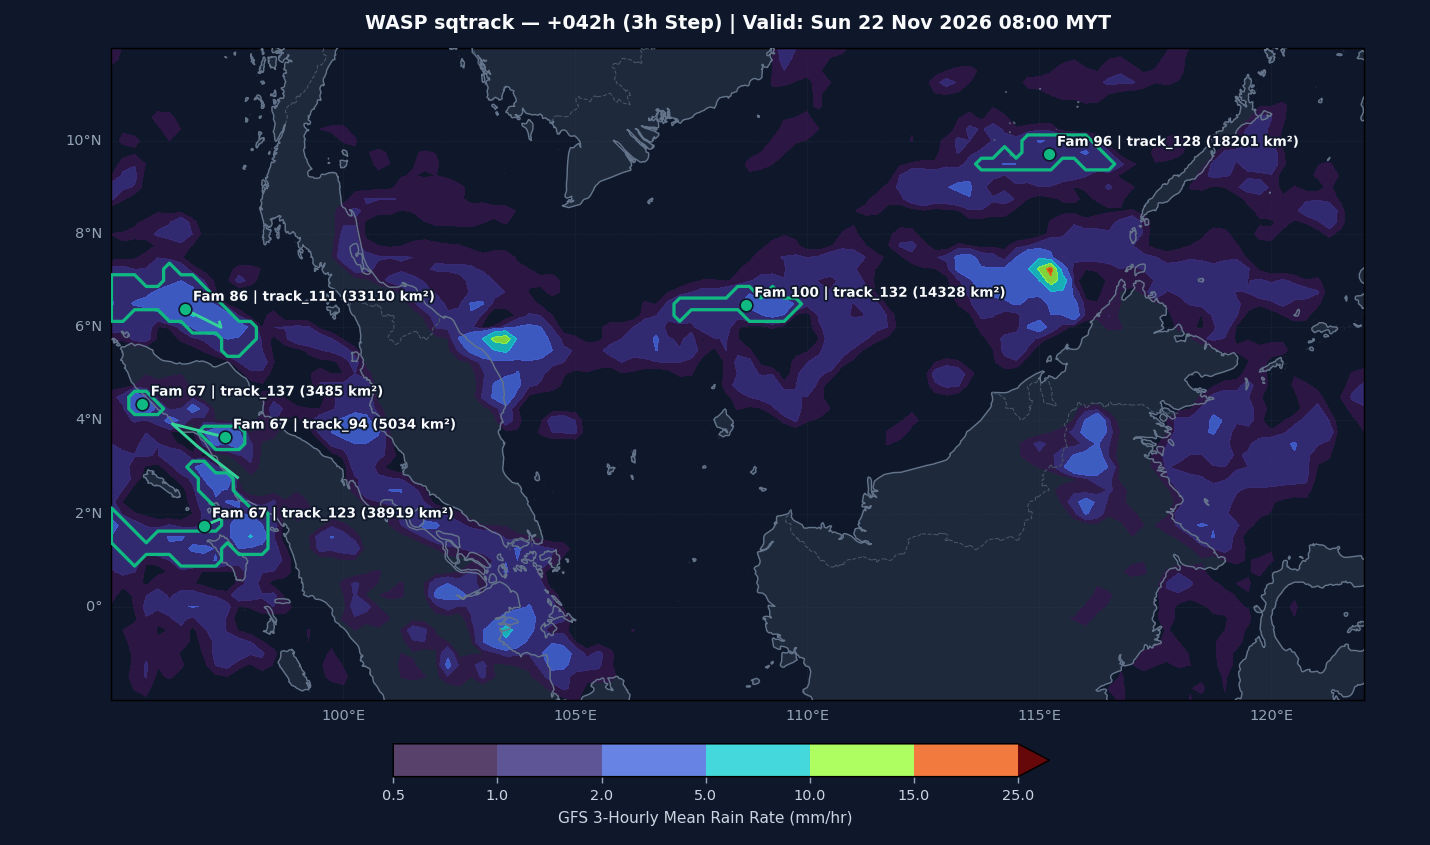 WASP sqtrack — +042h (3h Step) | Valid: Sun 22 Nov 2026 08:00 MYT
10°N
8°N
6°N
4°N
2°N
0°
Fam 96 | track_128 (18201 km²)
Fam 86 | track_111 (33110 km²)
Fam 100 | track_132 (14328 km²)
Fam 67 | track_137 (3485 km²)
Fam 67 | track_94 (5034 km²)
Fam 67 | track_123 (38919 km²)
100°E 105°E 110°E 115°E 120°E
0.5 1.0 2.0 5.0 10.0 15.0 25.0
GFS 3-Hourly Mean Rain Rate (mm/hr)